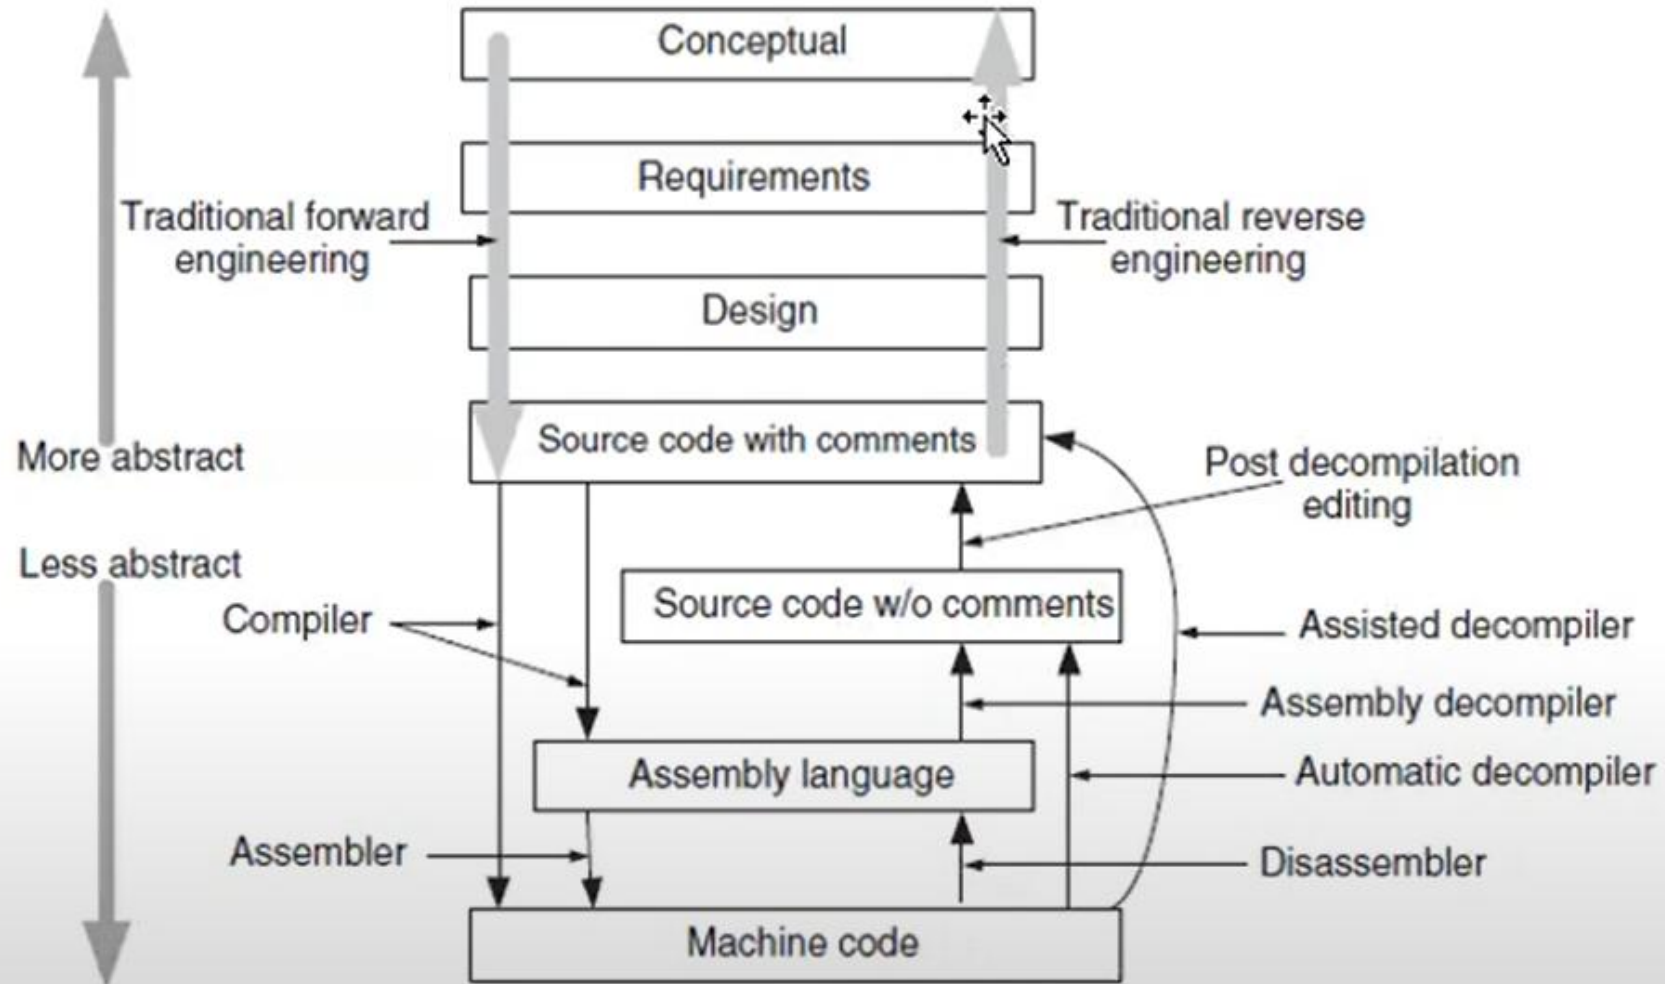 Conceptual
Requirements
Traditional forward
engineering
Traditional reverse
engineering
Design
Source code with comments
More abstract
Post decompilation
editing
Less abstract
Source code w/o comments
Compiler
Assisted decompiler
Assembly decompiler
Assembly language
Automatic decompiler
Assembler
Disassembler
Machine code